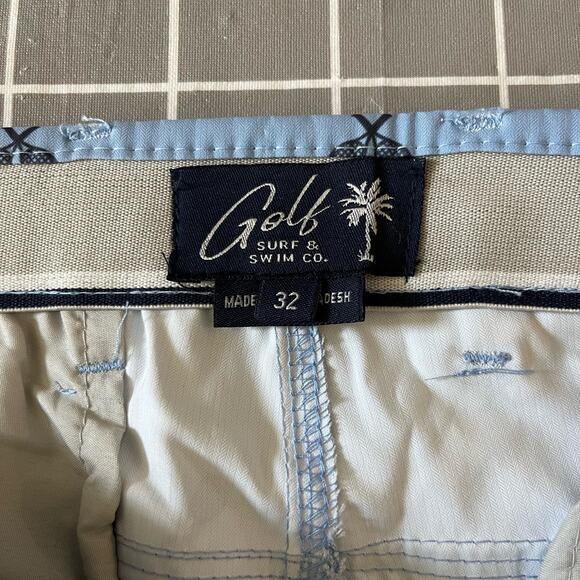 Golf
SURF &
SWIM CO.
MADE 32 ADESH